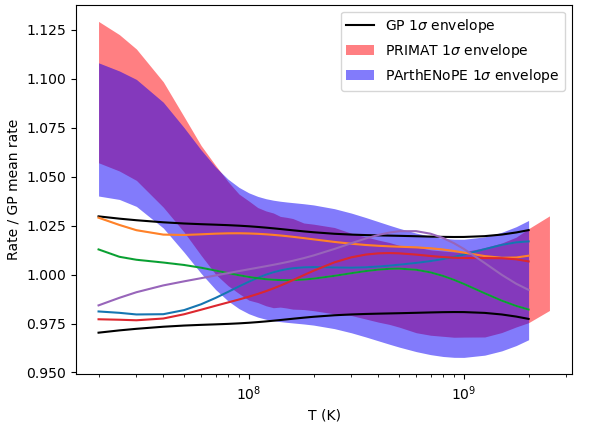 GP 1σ envelope
PRIMAT 1σ envelope
PArthENoPE 1σ envelope
Rate / GP mean rate
1.125
1.100
1.075
1.050
1.025
1.000
0.975
0.950
10⁸
10⁹
T (K)